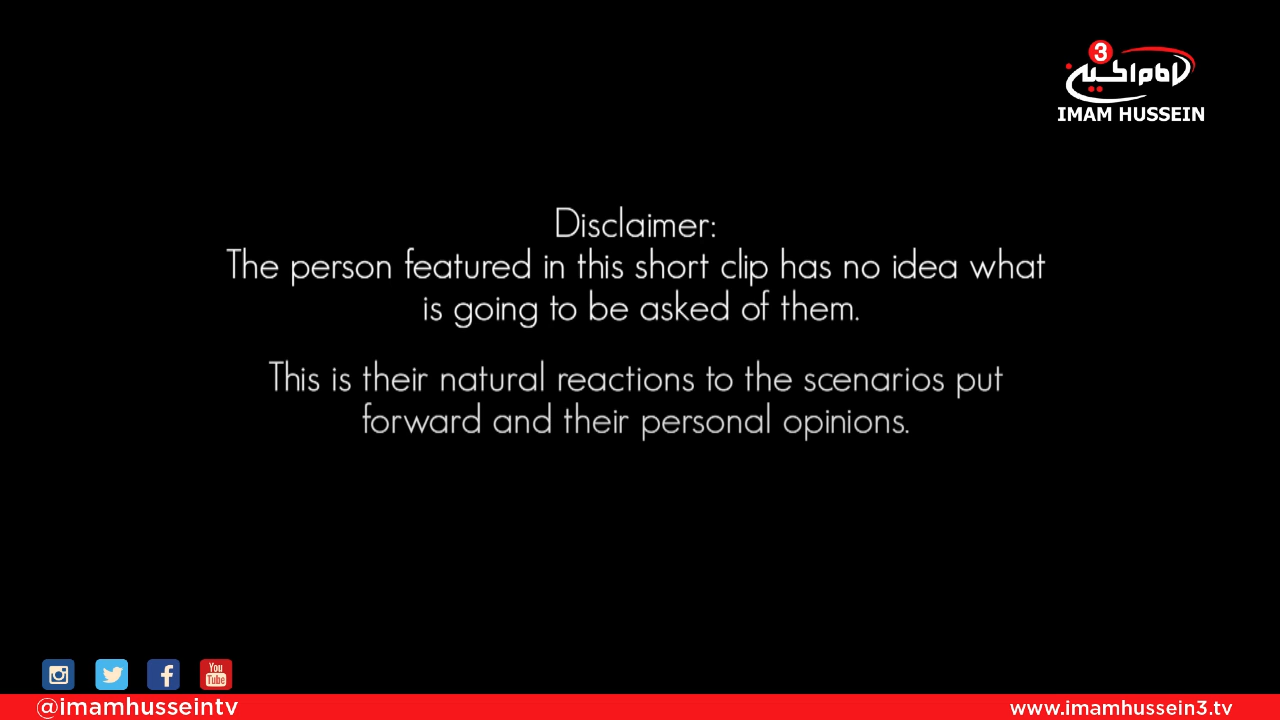 3
الامام الحسين
IMAM HUSSEIN
Disclaimer:
The person featured in this short clip has no idea what
is going to be asked of them.
This is their natural reactions to the scenarios put
forward and their personal opinions.
You
Tube
@imamhusseintv
www.imamhussein3.tv